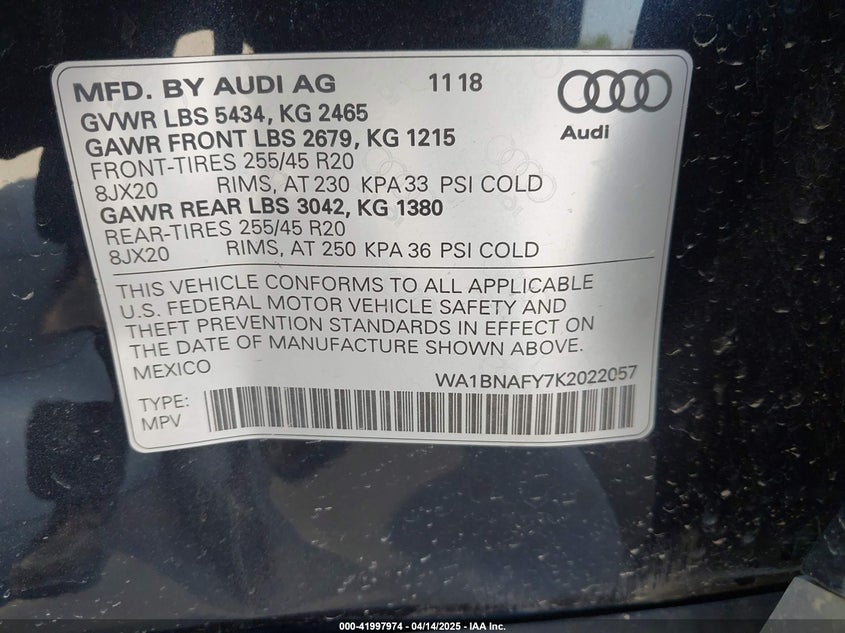 MFD. BY AUDI AG 11 18
GVWR LBS 5434, KG 2465
GAWR FRONT LBS 2679, KG 1215
FRONT-TIRES 255/45 R20
8JX20 RIMS, AT 230 KPA 33 PSI COLD
GAWR REAR LBS 3042, KG 1380
REAR-TIRES 255/45 R20
8JX20 RIMS, AT 250 KPA 36 PSI COLD
Audi
THIS VEHICLE CONFORMS TO ALL APPLICABLE
U.S. FEDERAL MOTOR VEHICLE SAFETY AND
THEFT PREVENTION STANDARDS IN EFFECT ON
THE DATE OF MANUFACTURE SHOWN ABOVE.
MEXICO
WA1BNAFY7K2022057
TYPE:
MPV
000-41997974 - 04/14/2025 - IAA Inc.